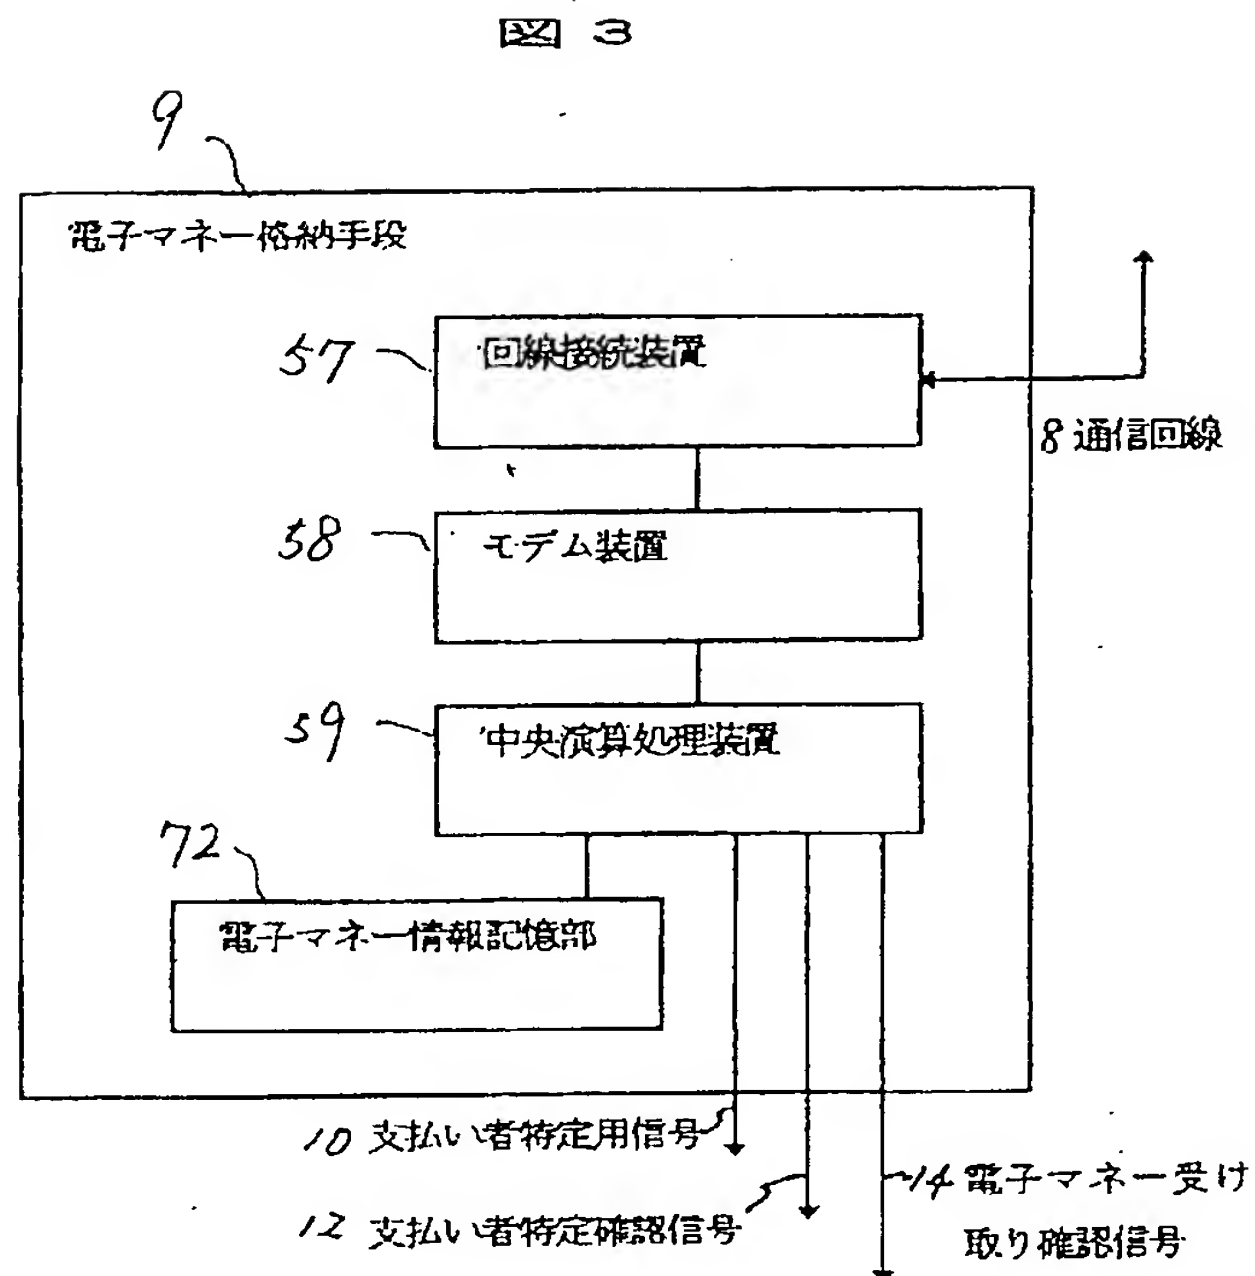 図 3
9
電子マネー格納手段
57 回線接続装置
8 通信回線
58 モデム装置
59 中央演算処理装置
72
電子マネー情報記憶部
10 支払い者特定用信号
14 電子マネー受け
12 支払い者特定確認信号
取り確認信号